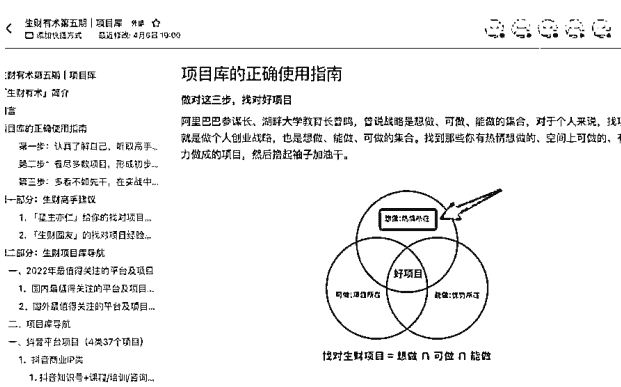 生财有术第五期 | 项目库 外部
添加快捷方式 最近修改: 4月6日 19:00
生财有术第五期 | 项目库
「生财有术」简介
项目库的正确使用指南
第一步：认真了解自己，听取高手...
第二步：看尽多数项目，形成初步...
第三步：多看不如先干，在实战中...
第一部分：生财高手建议
1. 「亦仁」给你的找对项目...
2. 「生财圈友」的找对项目经验...
第二部分：生财项目库导航
一、2022年最值得关注的平台及项目
1. 国内最值得关注的平台及项目...
2. 国外最值得关注的平台及项目...
二、项目库导航
一、抖音平台项目（4类37个项目）
1. 抖音商业IP类
1. 抖音知识号+课程/培训/咨询...
项目库的正确使用指南
做对这三步，找对好项目
阿里巴巴参谋长、湖畔大学教育长曾鸣，曾说战略是想做、可做、能做的集合。对于个人来说，找项
就是做个人创业战略，也是想做、能做、可做的集合。找到那些你有热情想做的、空间上可做的、有
力做成的项目，然后撸起袖子加油干。
想做:热情所在
好项目
可做:项目所在
能做:优势所在
找对生财项目 = 想做 ∩ 可做 ∩ 能做